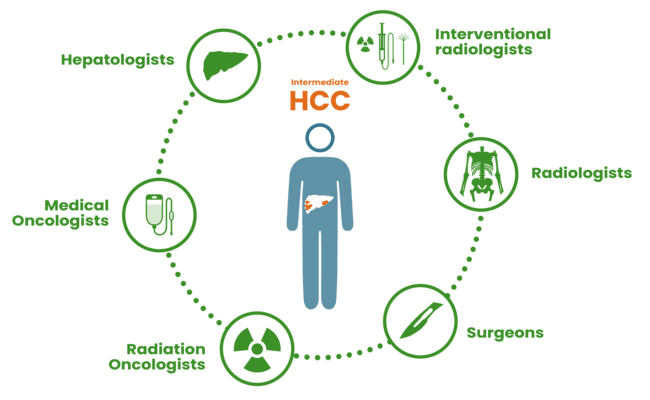 Hepatologists
Interventional
radiologists
Intermediate
HCC
Radiologists
Medical
Oncologists
Surgeons
Radiation
Oncologists